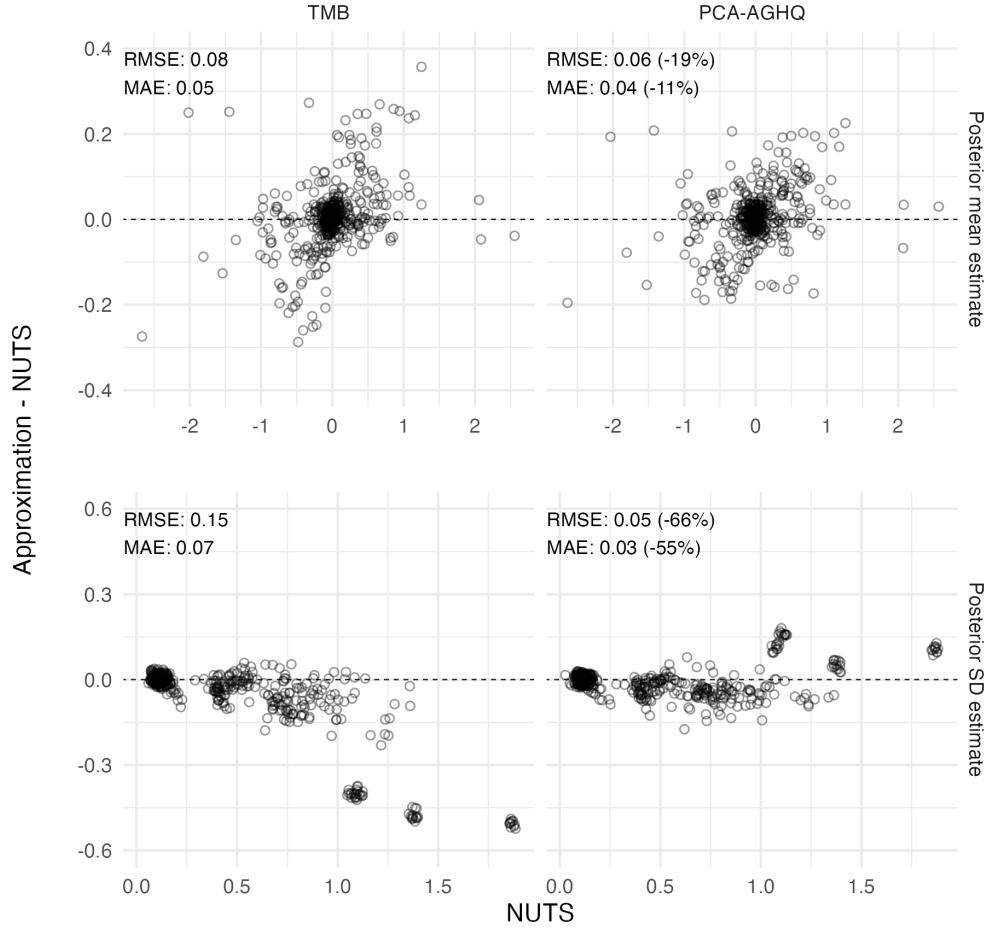 TMB
PCA-AGHQ
RMSE: 0.08
MAE: 0.05
RMSE: 0.06 (-19%)
MAE: 0.04 (-11%)
0.4
0.2
0.0
-0.2
-0.4
-2
-1
0
1
2
-2
-1
0
1
2
Posterior mean estimate
Approximation - NUTS
RMSE: 0.15
MAE: 0.07
RMSE: 0.05 (-66%)
MAE: 0.03 (-55%)
0.6
0.3
0.0
-0.3
-0.6
0.0
0.5
1.0
1.5
0.0
0.5
1.0
1.5
Posterior SD estimate
NUTS